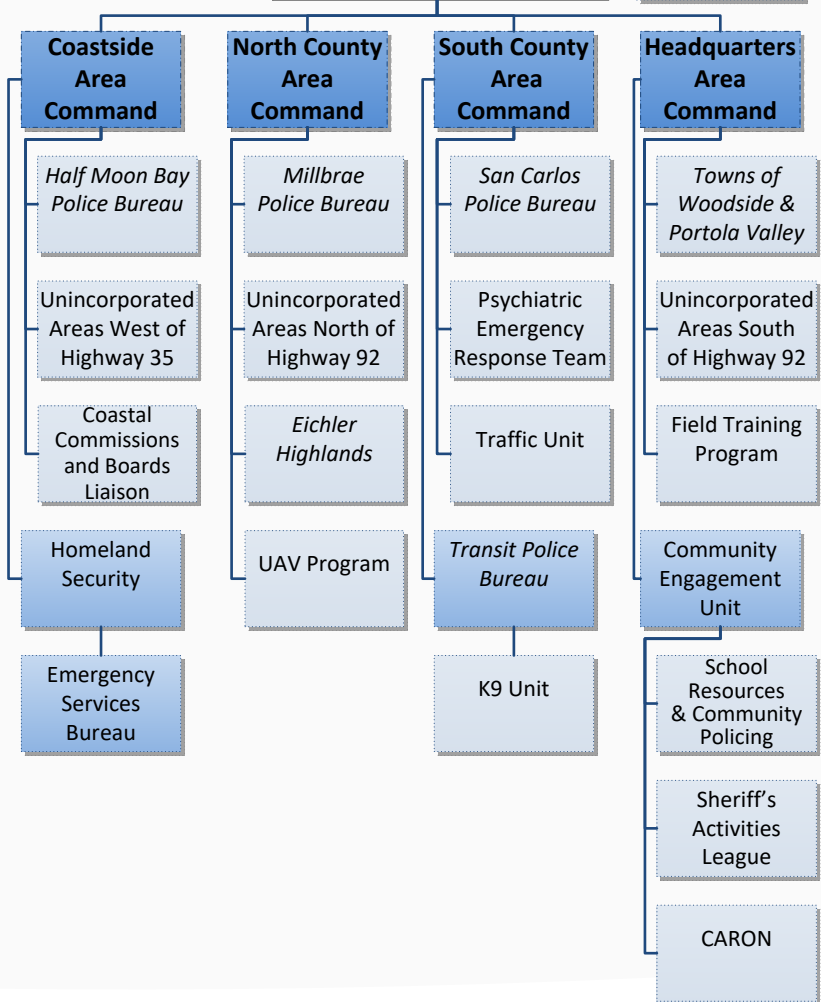 Coastside
Area
Command
Half Moon Bay
Police Bureau
Unincorporated
Areas West of
Highway 35
Coastal
Commissions
and Boards
Liaison
Homeland
Security
Emergency
Services
Bureau
North County
Area
Command
Millbrae
Police Bureau
Unincorporated
Areas North of
Highway 92
Eichler
Highlands
UAV Program
South County
Area
Command
San Carlos
Police Bureau
Psychiatric
Emergency
Response Team
Traffic Unit
Transit Police
Bureau
K9 Unit
Headquarters
Area
Command
Towns of
Woodside &
Portola Valley
Unincorporated
Areas South
of Highway 92
Field Training
Program
Community
Engagement
Unit
School
Resources
& Community
Policing
Sheriff’s
Activities
League
CARON